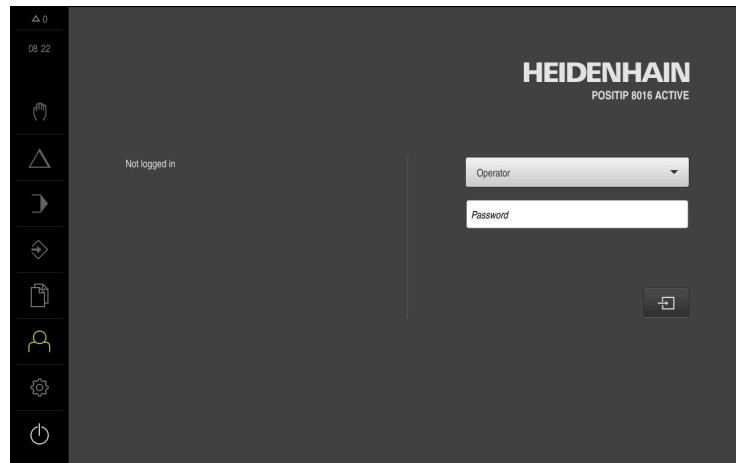 0
08 22
HEIDENHAIN
POSITIP 8016 ACTIVE
Not logged in
Operator
Password